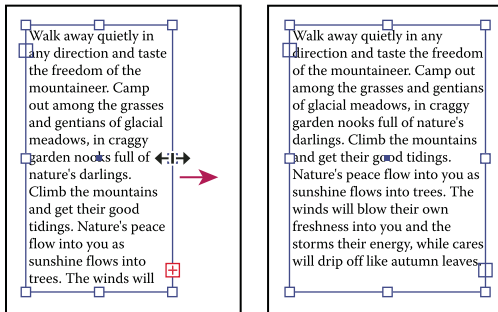 Walk away quietly in
any direction and taste
the freedom of the
mountaineer. Camp
out among the grasses
and gentians of glacial
meadows, in craggy
garden nooks full of
nature's darlings.
Climb the mountains
and get their good
tidings. Nature's peace
flow into you as
sunshine flows into
trees. The winds will
Walk away quietly in any
direction and taste the freedom
of the mountaineer. Camp out
among the grasses and gentians
of glacial meadows, in craggy
garden nooks full of nature's
darlings. Climb the mountains
and get their good tidings.
Nature's peace flow into you as
sunshine flows into trees. The
winds will blow their own
freshness into you and the
storms their energy, while cares
will drip off like autumn leaves.